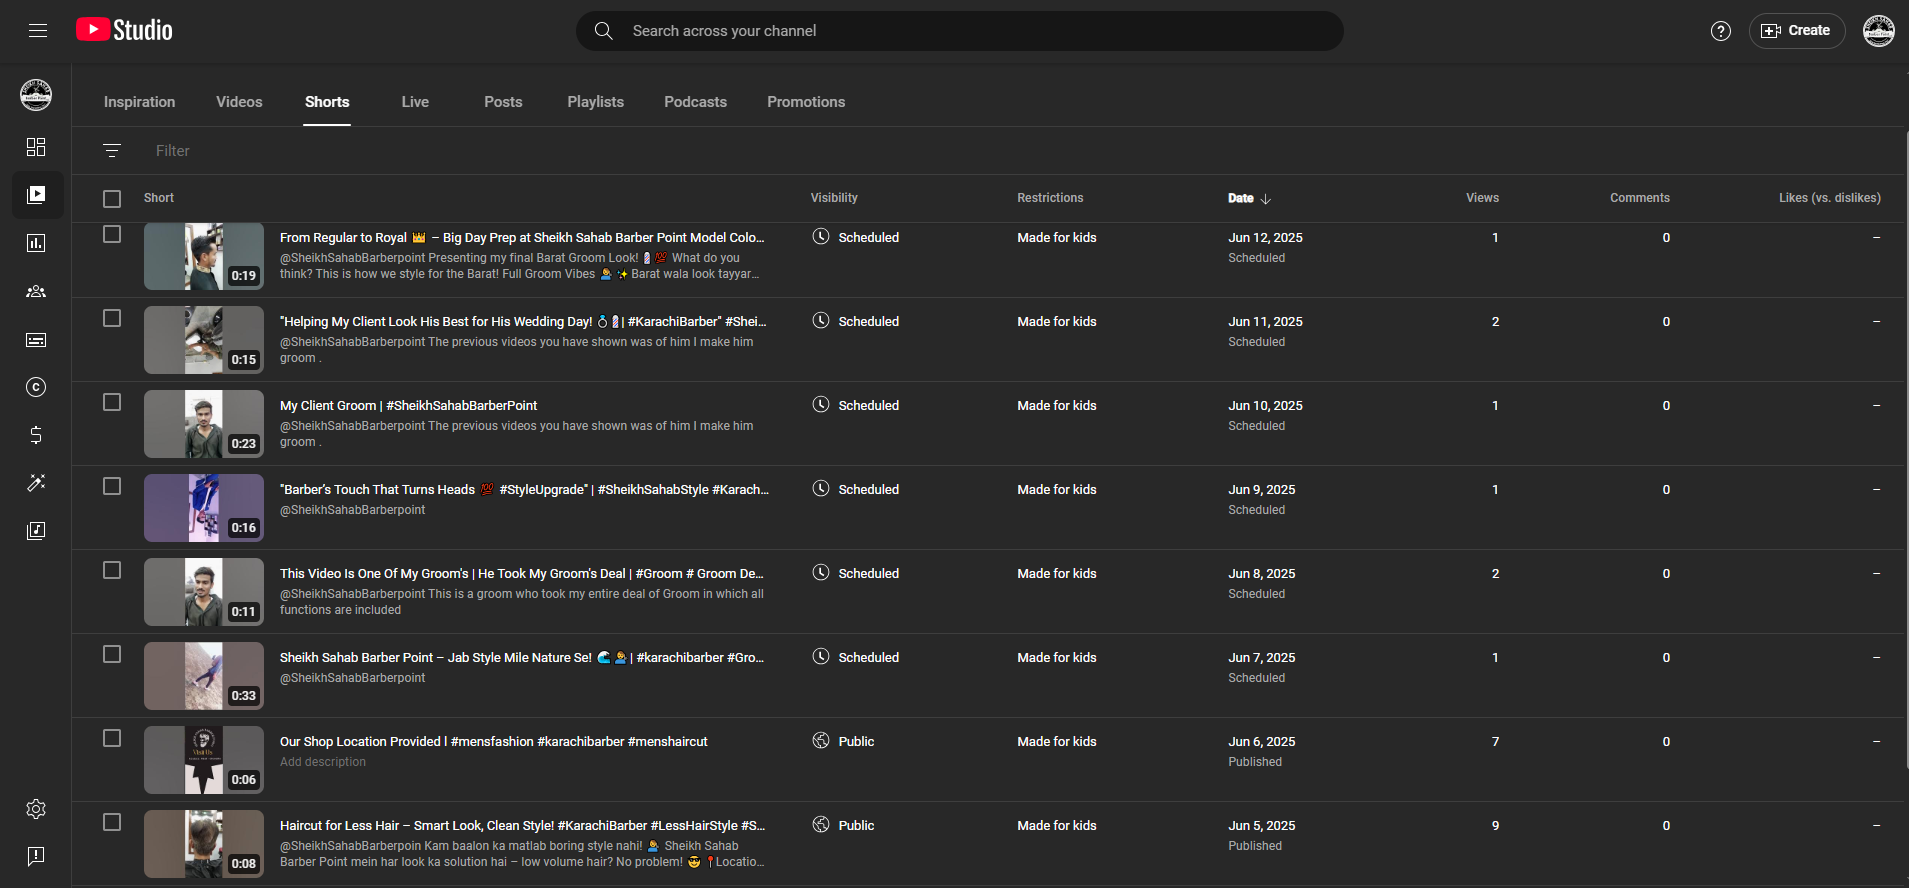 Studio
Search across your channel
Create
Inspiration Videos Shorts Live Posts Playlists Podcasts Promotions
Filter
Short Visibility Restrictions Date Views Comments Likes (vs. dislikes)
From Regular to Royal 👑 – Big Day Prep at Sheikh Sahab Barber Point Model Colo... Scheduled Made for kids Jun 12, 2025 1 0 –
@SheikhSahabBarberpoint Presenting my final Barat Groom Look! 💈💯 What do you Scheduled
think? This is how we style for the Barat! Full Groom Vibes 💇‍♂️ ✨ Barat wala look tayyar...
0:19
"Helping My Client Look His Best for His Wedding Day! 💍💈| #KarachiBarber" #Shei... Scheduled Made for kids Jun 11, 2025 2 0 –
@SheikhSahabBarberpoint The previous videos you have shown was of him I make him Scheduled
groom .
0:15
My Client Groom | #SheikhSahabBarberPoint Scheduled Made for kids Jun 10, 2025 1 0 –
@SheikhSahabBarberpoint The previous videos you have shown was of him I make him Scheduled
groom .
0:23
"Barber’s Touch That Turns Heads 💯 #StyleUpgrade" | #SheikhSahabStyle #Karach... Scheduled Made for kids Jun 9, 2025 1 0 –
@SheikhSahabBarberpoint Scheduled
0:16
This Video Is One Of My Groom's | He Took My Groom's Deal | #Groom # Groom De... Scheduled Made for kids Jun 8, 2025 2 0 –
@SheikhSahabBarberpoint This is a groom who took my entire deal of Groom in which all Scheduled
functions are included
0:11
Sheikh Sahab Barber Point – Jab Style Mile Nature Se! 🌊💇‍♂️| #karachibarber #Gro... Scheduled Made for kids Jun 7, 2025 1 0 –
@SheikhSahabBarberpoint Scheduled
0:33
Our Shop Location Provided l #mensfashion #karachibarber #menshaircut Public Made for kids Jun 6, 2025 7 0 –
Add description Published
Visit Us
0:06
Haircut for Less Hair – Smart Look, Clean Style! #KarachiBarber #LessHairStyle #S... Public Made for kids Jun 5, 2025 9 0 –
@SheikhSahabBarberpoin Kam baalon ka matlab boring style nahi! 💇‍♂️ Sheikh Sahab Published
Barber Point mein har look ka solution hai – low volume hair? No problem! 😎 📍Locatio...
0:08